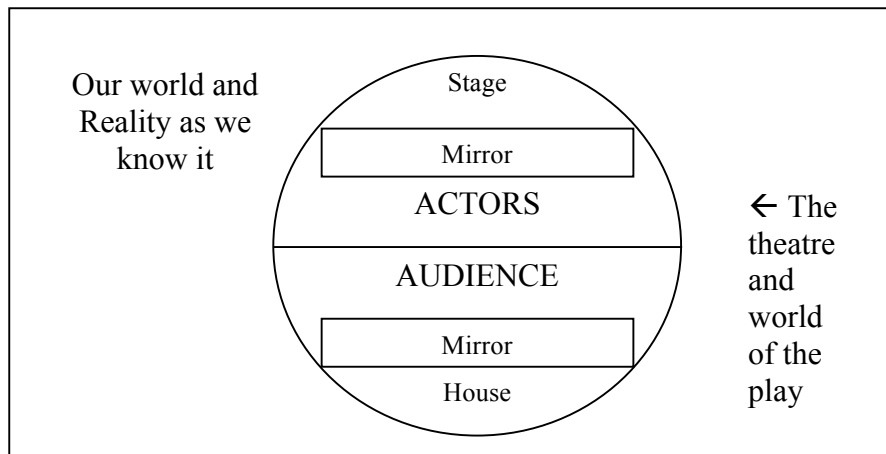 Our world and
Reality as we
know it
Stage
Mirror
ACTORS
AUDIENCE
Mirror
House
← The
theatre
and
world
of the
play